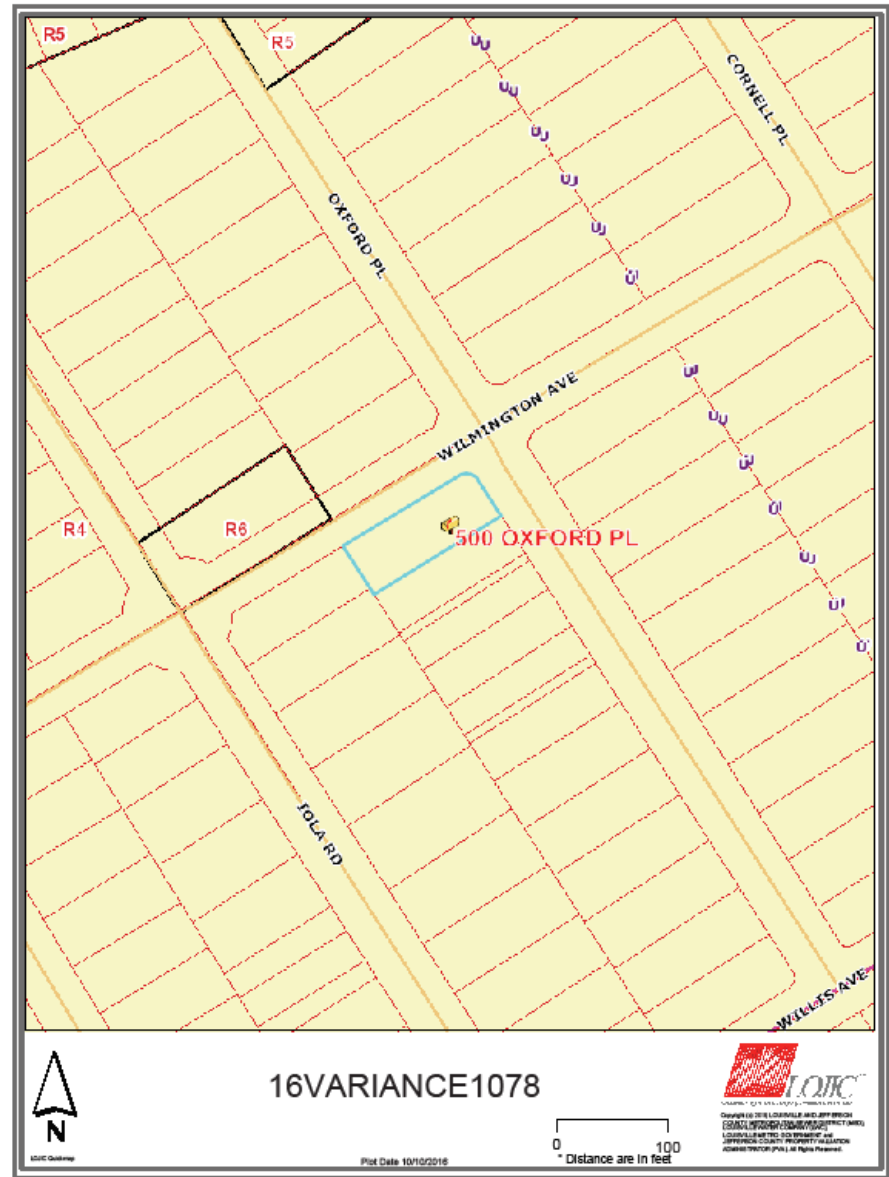 R5
R5
CORNELL PL
OXFORD PL
WILMINGTON AVE
R4
R6
500 OXFORD PL
IOLA RD
WILLIS AVE
N
16VARIANCE1078
LOJIC
0 100
* Distance are in feet
Plot Date 10/10/2016